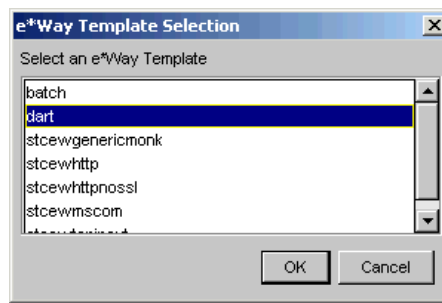 e*Way Template Selection
Select an e*Way Template
batch
dart
stcewgenericmonk
stcewhttp
stcewhttpnossl
stcewmscom
OK
Cancel